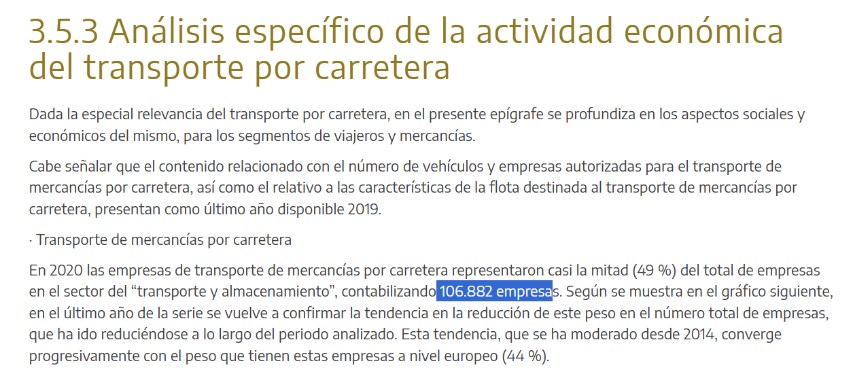 3.5.3 Análisis específico de la actividad económica
del transporte por carretera
Dada la especial relevancia del transporte por carretera, en el presente epígrafe se profundiza en los aspectos sociales y
económicos del mismo, para los segmentos de viajeros y mercancías.
Cabe señalar que el contenido relacionado con el número de vehículos y empresas autorizadas para el transporte de
mercancías por carretera, así como el relativo a las características de la flota destinada al transporte de mercancías por
carretera, presentan como último año disponible 2019.
· Transporte de mercancías por carretera
En 2020 las empresas de transporte de mercancías por carretera representaron casi la mitad (49 %) del total de empresas
en el sector del “transporte y almacenamiento”, contabilizando 106.882 empresas. Según se muestra en el gráfico siguiente,
en el último año de la serie se vuelve a confirmar la tendencia en la reducción de este peso en el número total de empresas,
que ha ido reduciéndose a lo largo del periodo analizado. Esta tendencia, que se ha moderado desde 2014, converge
progresivamente con el peso que tienen estas empresas a nivel europeo (44 %).